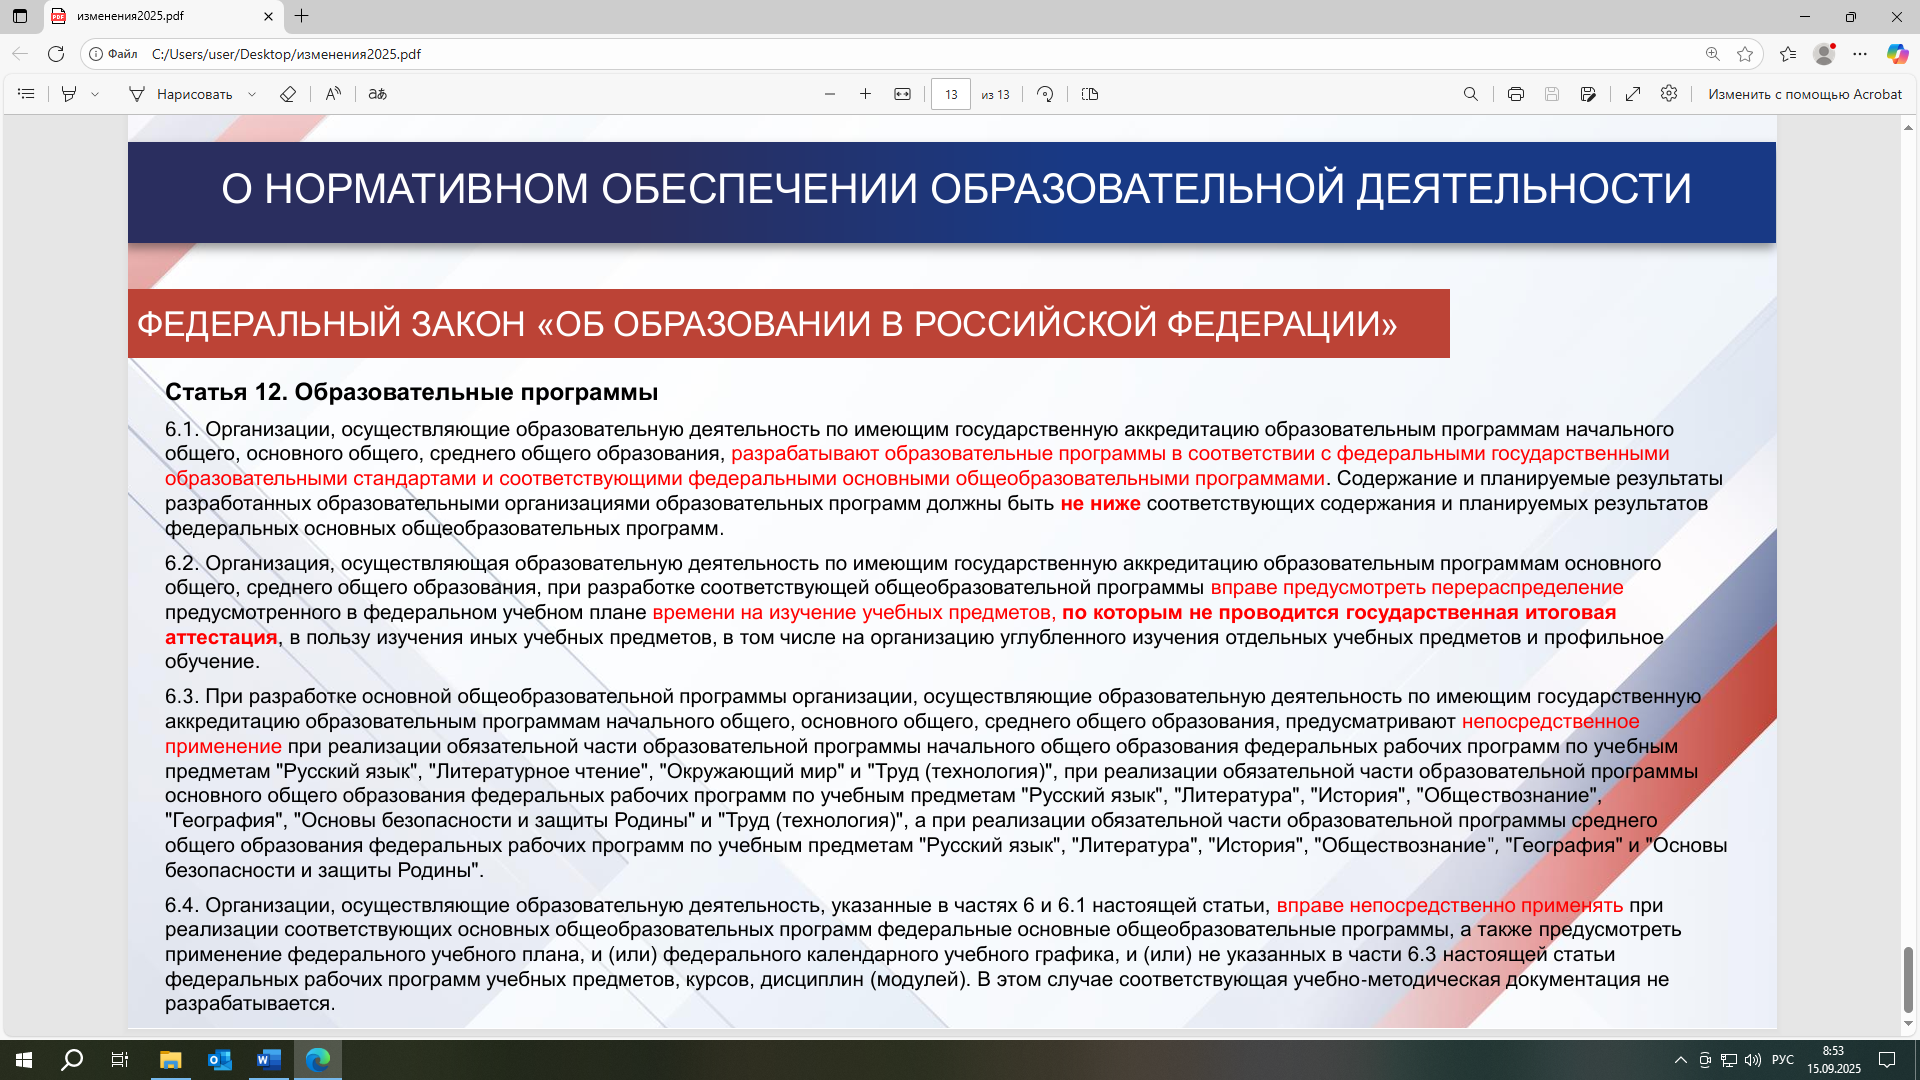 изменения2025.pdf
Файл C:/Users/user/Desktop/изменения2025.pdf
Нарисовать 13 из 13 Изменить с помощью Acrobat
О НОРМАТИВНОМ ОБЕСПЕЧЕНИИ ОБРАЗОВАТЕЛЬНОЙ ДЕЯТЕЛЬНОСТИ
ФЕДЕРАЛЬНЫЙ ЗАКОН «ОБ ОБРАЗОВАНИИ В РОССИЙСКОЙ ФЕДЕРАЦИИ»
Статья 12. Образовательные программы
6.1. Организации, осуществляющие образовательную деятельность по имеющим государственную аккредитацию образовательным программам начального
общего, основного общего, среднего общего образования, разрабатывают образовательные программы в соответствии с федеральными государственными
образовательными стандартами и соответствующими федеральными основными общеобразовательными программами. Содержание и планируемые результаты
разработанных образовательными организациями образовательных программ должны быть не ниже соответствующих содержания и планируемых результатов
федеральных основных общеобразовательных программ.
6.2. Организация, осуществляющая образовательную деятельность по имеющим государственную аккредитацию образовательным программам основного
общего, среднего общего образования, при разработке соответствующей общеобразовательной программы вправе предусмотреть перераспределение
предусмотренного в федеральном учебном плане времени на изучение учебных предметов, по которым не проводится государственная итоговая
аттестация, в пользу изучения иных учебных предметов, в том числе на организацию углубленного изучения отдельных учебных предметов и профильное
обучение.
6.3. При разработке основной общеобразовательной программы организации, осуществляющие образовательную деятельность по имеющим государственную
аккредитацию образовательным программам начального общего, основного общего, среднего общего образования, предусматривают непосредственное
применение при реализации обязательной части образовательной программы начального общего образования федеральных рабочих программ по учебным
предметам "Русский язык", "Литературное чтение", "Окружающий мир" и "Труд (технология)", при реализации обязательной части образовательной программы
основного общего образования федеральных рабочих программ по учебным предметам "Русский язык", "Литература", "История", "Обществознание",
"География", "Основы безопасности и защиты Родины" и "Труд (технология)", а при реализации обязательной части образовательной программы среднего
общего образования федеральных рабочих программ по учебным предметам "Русский язык", "Литература", "История", "Обществознание", "География" и "Основы
безопасности и защиты Родины".
6.4. Организации, осуществляющие образовательную деятельность, указанные в частях 6 и 6.1 настоящей статьи, вправе непосредственно применять при
реализации соответствующих основных общеобразовательных программ федеральные основные общеобразовательные программы, а также предусмотреть
применение федерального учебного плана, и (или) федерального календарного учебного графика, и (или) не указанных в части 6.3 настоящей статьи
федеральных рабочих программ учебных предметов, курсов, дисциплин (модулей). В этом случае соответствующая учебно-методическая документация не
разрабатывается.
РУС
8:53
15.09.2025